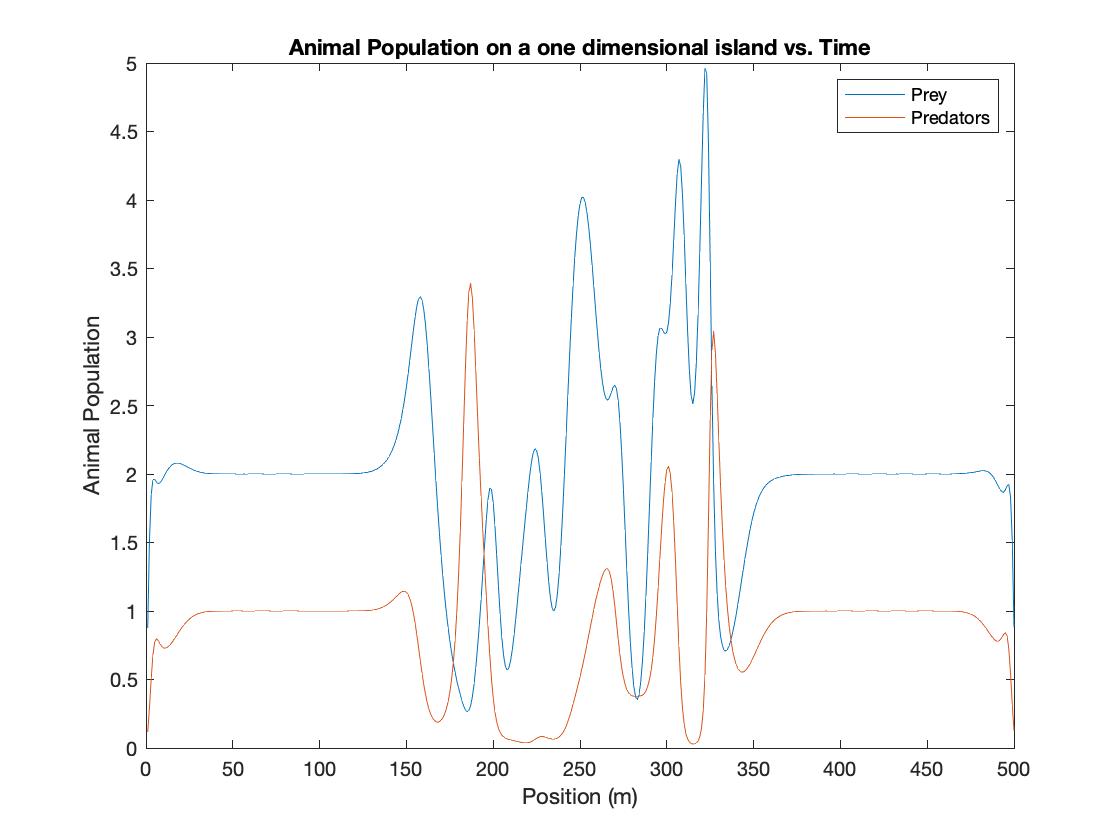 Animal Population on a one dimensional island vs. Time
Prey
Predators
Animal Population
5
4.5
4
3.5
3
2.5
2
1.5
1
0.5
0
0 50 100 150 200 250 300 350 400 450 500
Position (m)